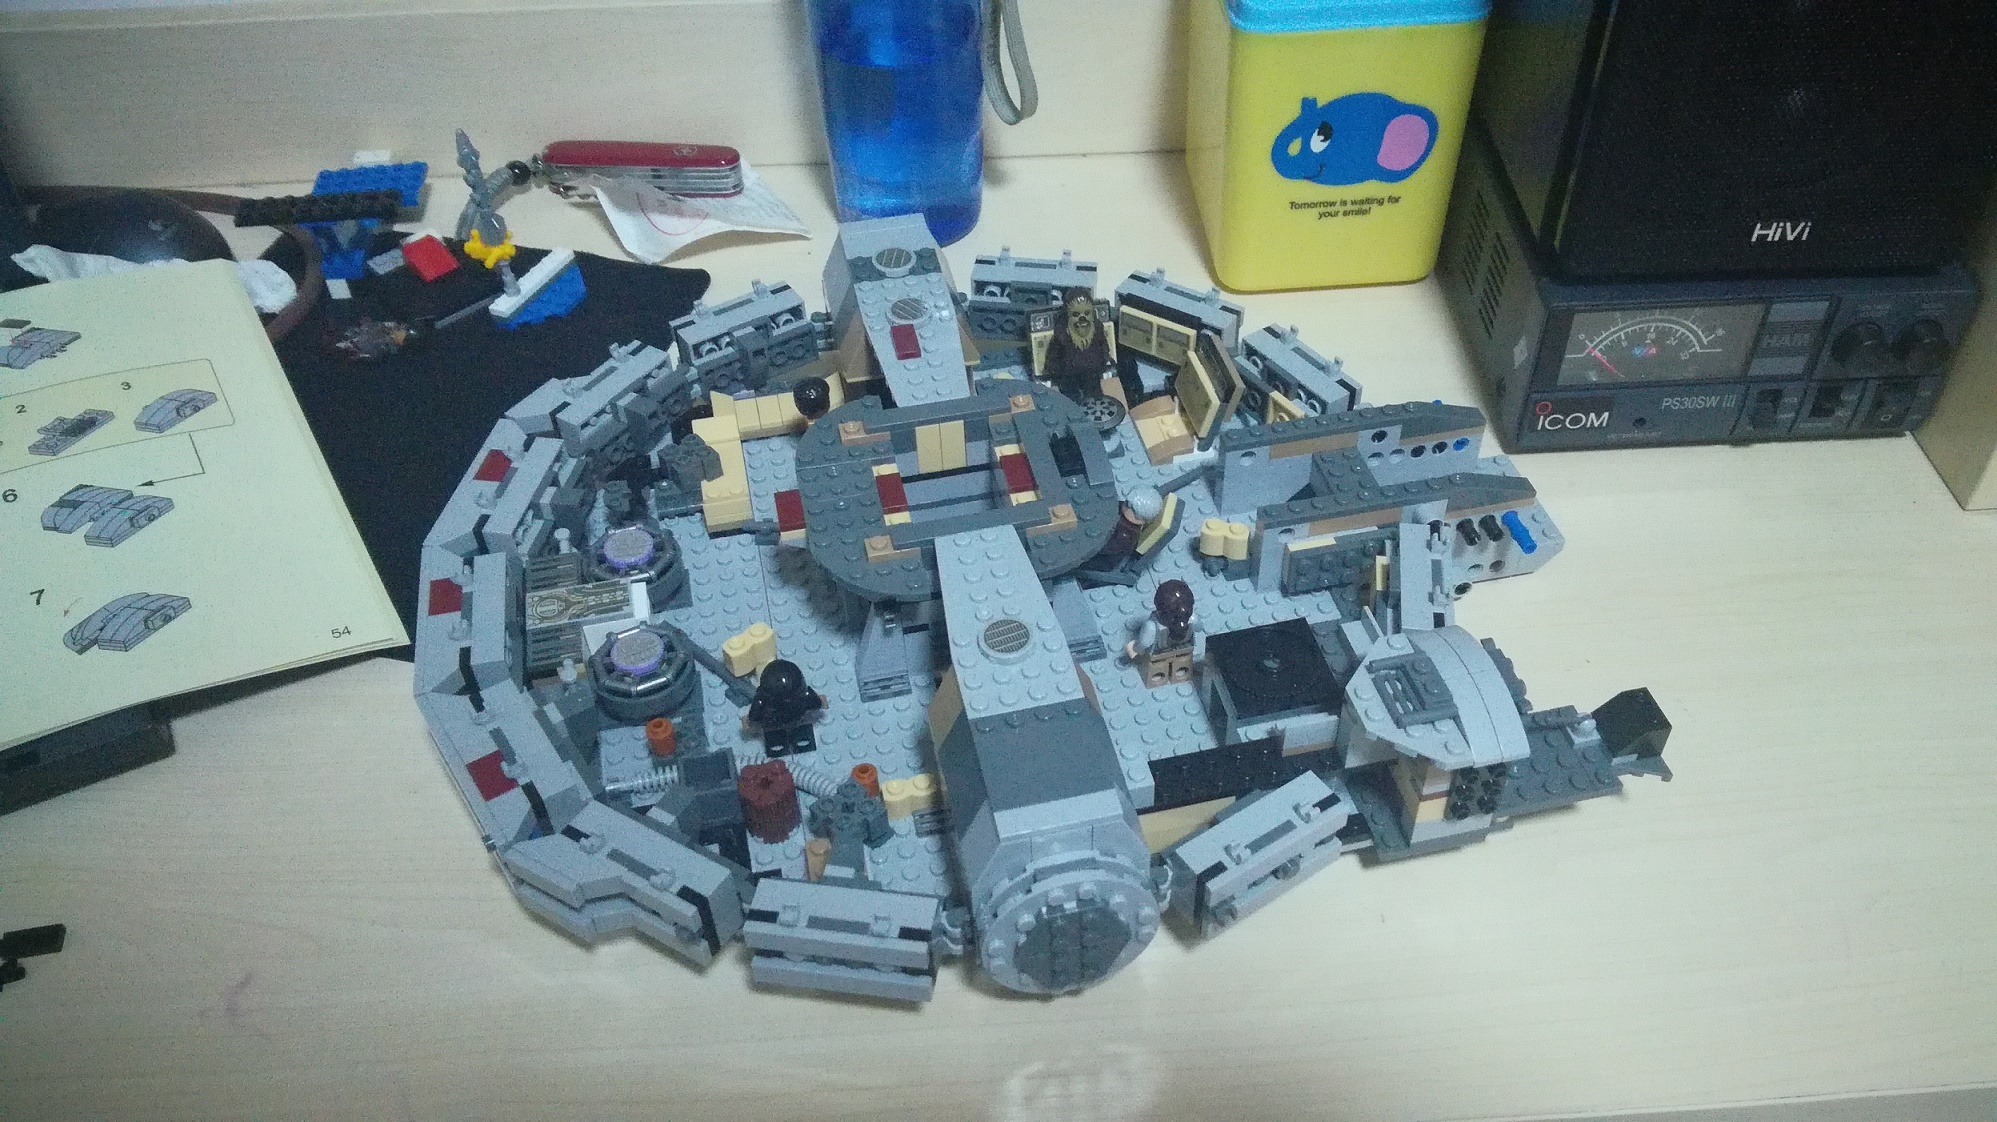 Tomorrow is waiting for
your smile!
HiVi
HAM
V/A
ICOM
PS30SW III
2
3
6
7
54